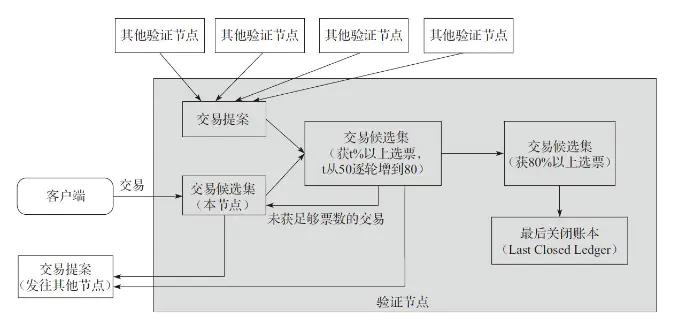 其他验证节点
其他验证节点
其他验证节点
其他验证节点
交易提案
交易候选集
（获t%以上选票，
t从50逐轮增到80）
交易候选集
（获80%以上选票）
客户端
交易
交易候选集
（本节点）
未获足够票数的交易
最后关闭账本
（Last Closed Ledger）
交易提案
（发往其他节点）
验证节点